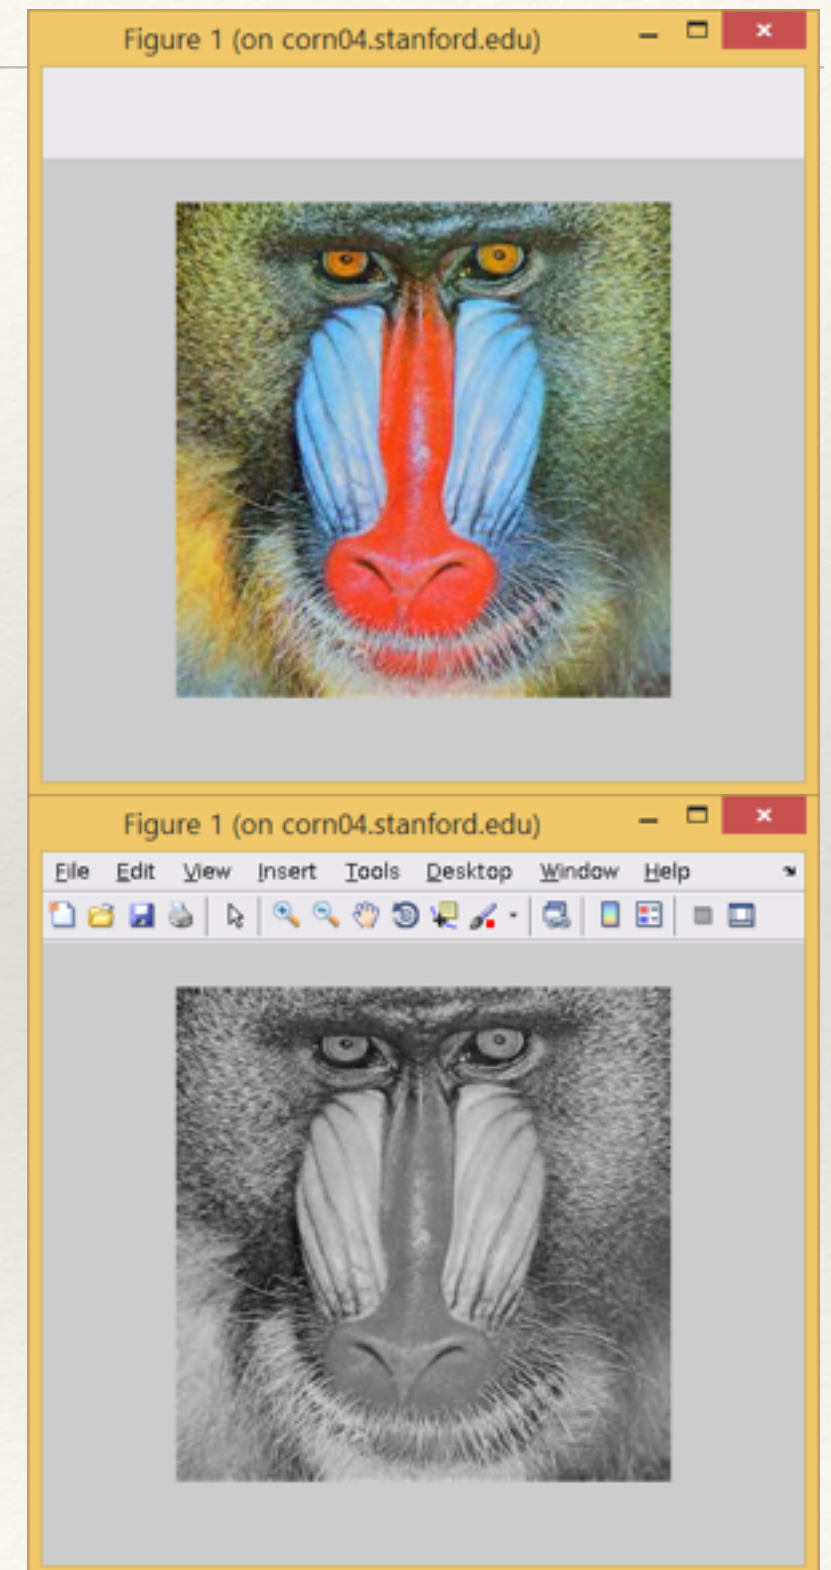 Figure 1 (on corn04.stanford.edu)
Figure 1 (on corn04.stanford.edu)
File Edit View Insert Tools Desktop Window Help